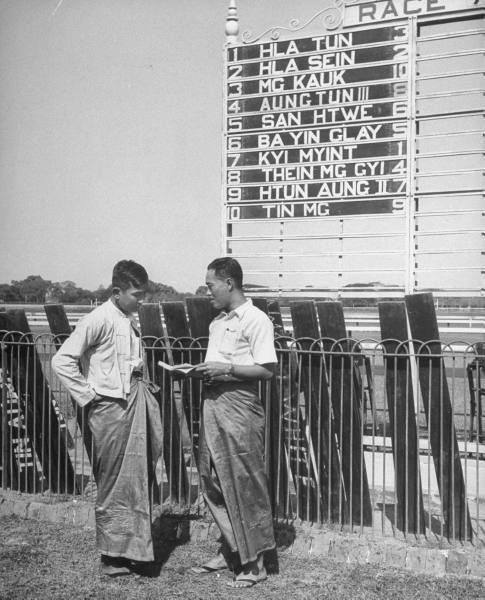 RACE
1 HLA TUN 3
2 HLA SEIN 2
3 MG KAUK 10
4 AUNG TUN III 8
5 SAN HTWE 6
6 BA YIN GLAY 5
7 KYI MYINT 1
8 THEIN MG GYI 4
9 HTUN AUNG II 7
10 TIN MG 9